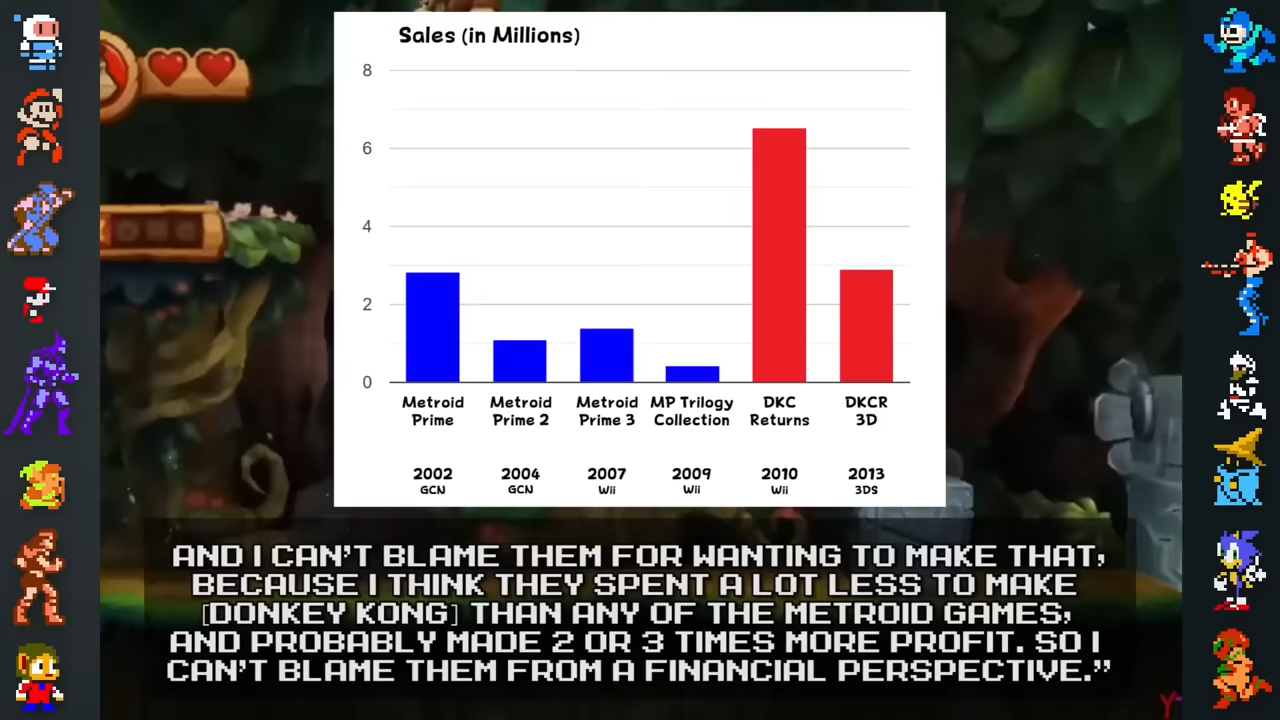 Sales (in Millions)
8
6
4
2
0
Metroid Prime
Metroid Prime 2
Metroid Prime 3
MP Trilogy Collection
DKC Returns
DKCR 3D
2002 GCN
2004 GCN
2007 Wii
2009 Wii
2010 Wii
2013 3DS
AND I CAN'T BLAME THEM FOR WANTING TO MAKE THAT,
BECAUSE I THINK THEY SPENT A LOT LESS TO MAKE
[DONKEY KONG] THAN ANY OF THE METROID GAMES,
AND PROBABLY MADE 2 OR 3 TIMES MORE PROFIT. SO I
CAN'T BLAME THEM FROM A FINANCIAL PERSPECTIVE.”